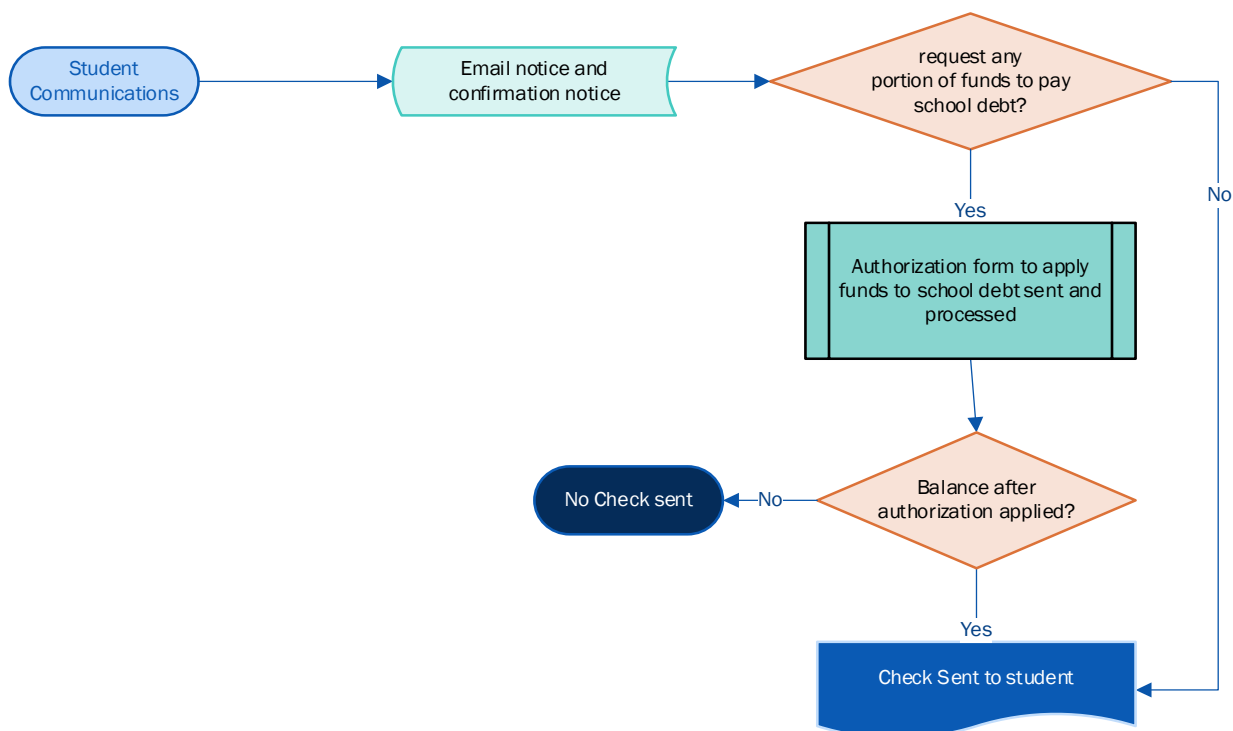 Student
Communications
Email notice and
confirmation notice
request any
portion of funds to pay
school debt?
No
Yes
Authorization form to apply
funds to school debt sent and
processed
Balance after
authorization applied?
No
No Check sent
Yes
Check Sent to student